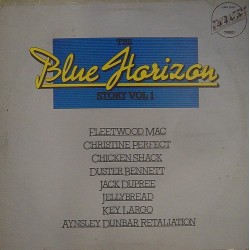 THE
Blue Horizon
STORY VOL 1
FLEETWOOD MAC
CHRISTINE PERFECT
CHICKEN SHACK
DUSTER BENNETT
JACK DUPREE
JELLYBREAD
KEY LARGO
AYNSLEY DUNBAR RETALIATION